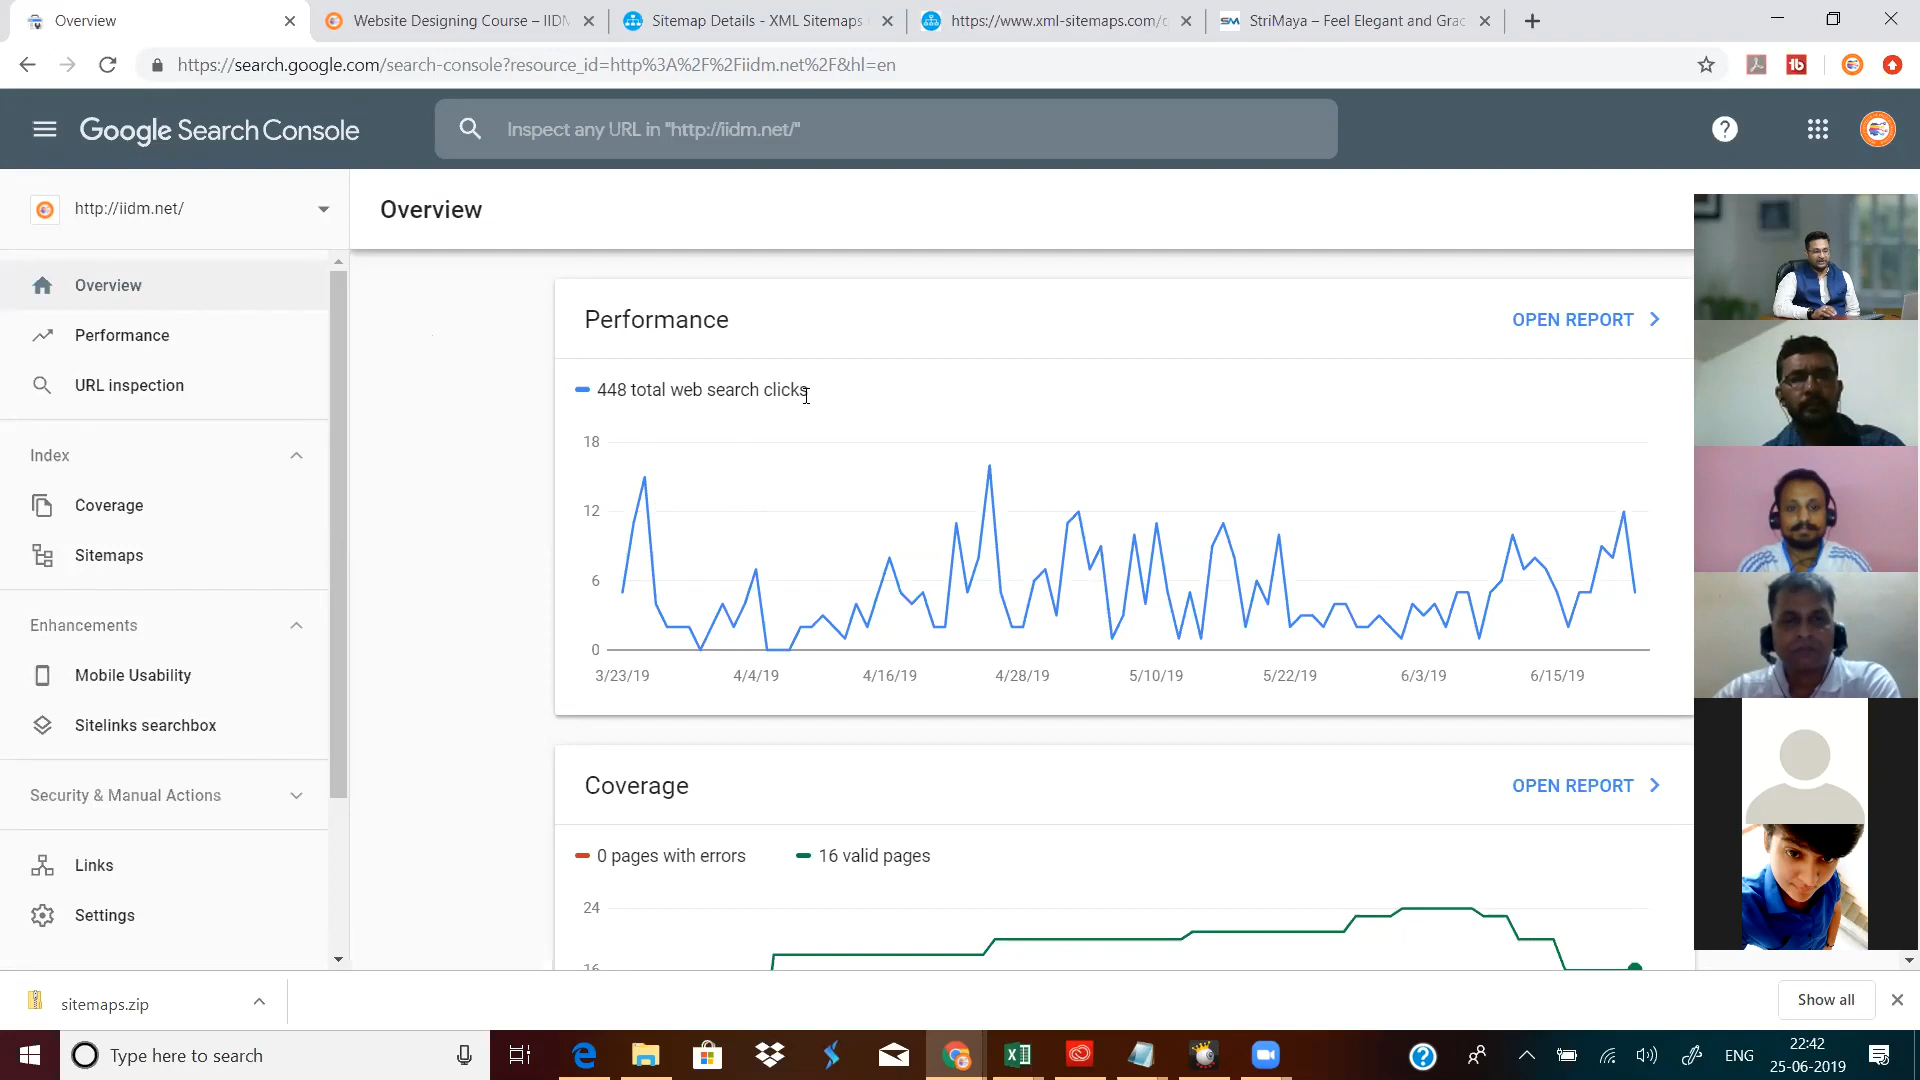 Overview
Website Designing Course – IIDM
Sitemap Details - XML Sitemaps
https://www.xml-sitemaps.com/
StriMaya – Feel Elegant and Grac
https://search.google.com/search-console?resource_id=http%3A%2F%2Fiidm.net%2F&hl=en
Google Search Console
Inspect any URL in "http://iidm.net/"
?
http://iidm.net/
Overview
Overview
Performance
URL inspection
Index
Coverage
Sitemaps
Enhancements
Mobile Usability
Sitelinks searchbox
Security & Manual Actions
Links
Settings
Performance
OPEN REPORT
448 total web search clicks
18
12
6
0
3/23/19 4/4/19 4/16/19 4/28/19 5/10/19 5/22/19 6/3/19 6/15/19
Coverage
OPEN REPORT
0 pages with errors 16 valid pages
24
16
sitemaps.zip
Show all
Type here to search
ENG
22:42
25-06-2019